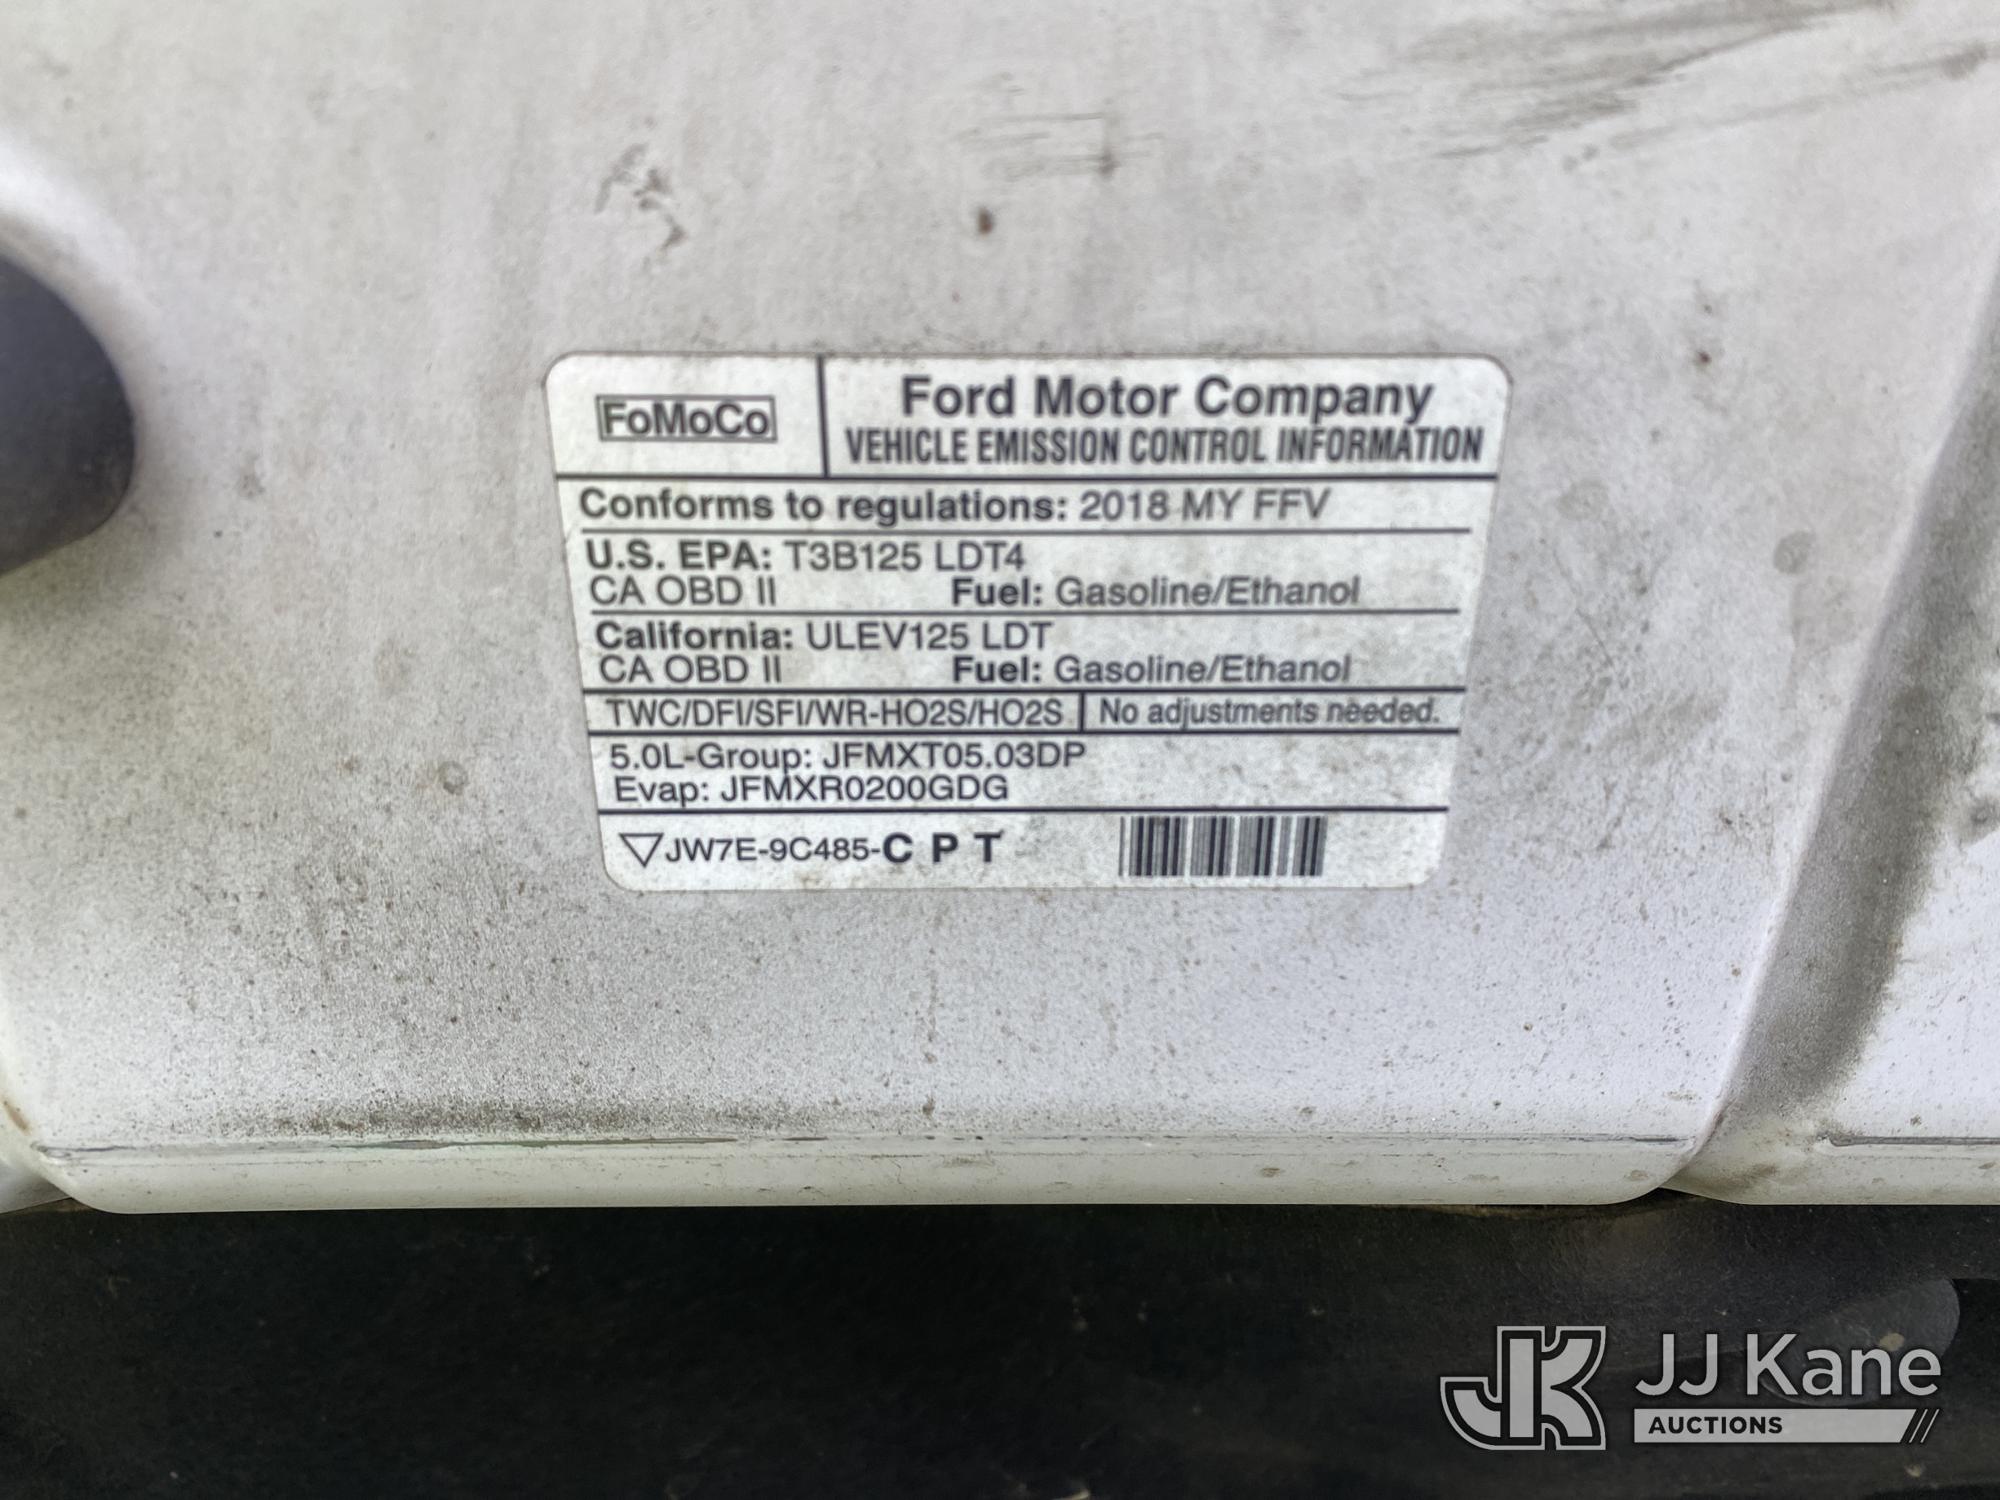 FoMoCo
Ford Motor Company
VEHICLE EMISSION CONTROL INFORMATION
Conforms to regulations: 2018 MY FFV
U.S. EPA: T3B125 LDT4
CA OBD II Fuel: Gasoline/Ethanol
California: ULEV125 LDT
CA OBD II Fuel: Gasoline/Ethanol
TWC/DFI/SFI/WR-HO2S/HO2S No adjustments needed.
5.0L-Group: JFMXT05.03DP
Evap: JFMXR0200GDG
JW7E-9C485-C P T
JK JJ Kane
AUCTIONS